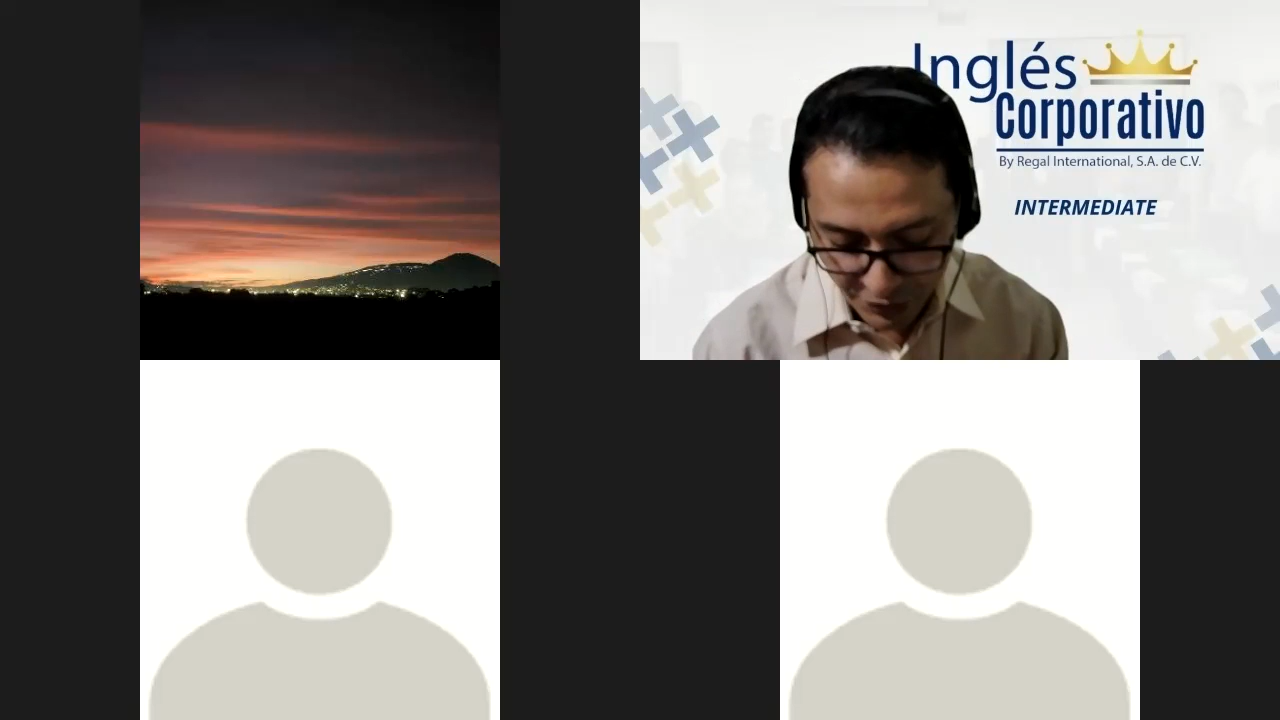 Inglés
Corporativo
By Regal International, S.A. de C.V.
INTERMEDIATE